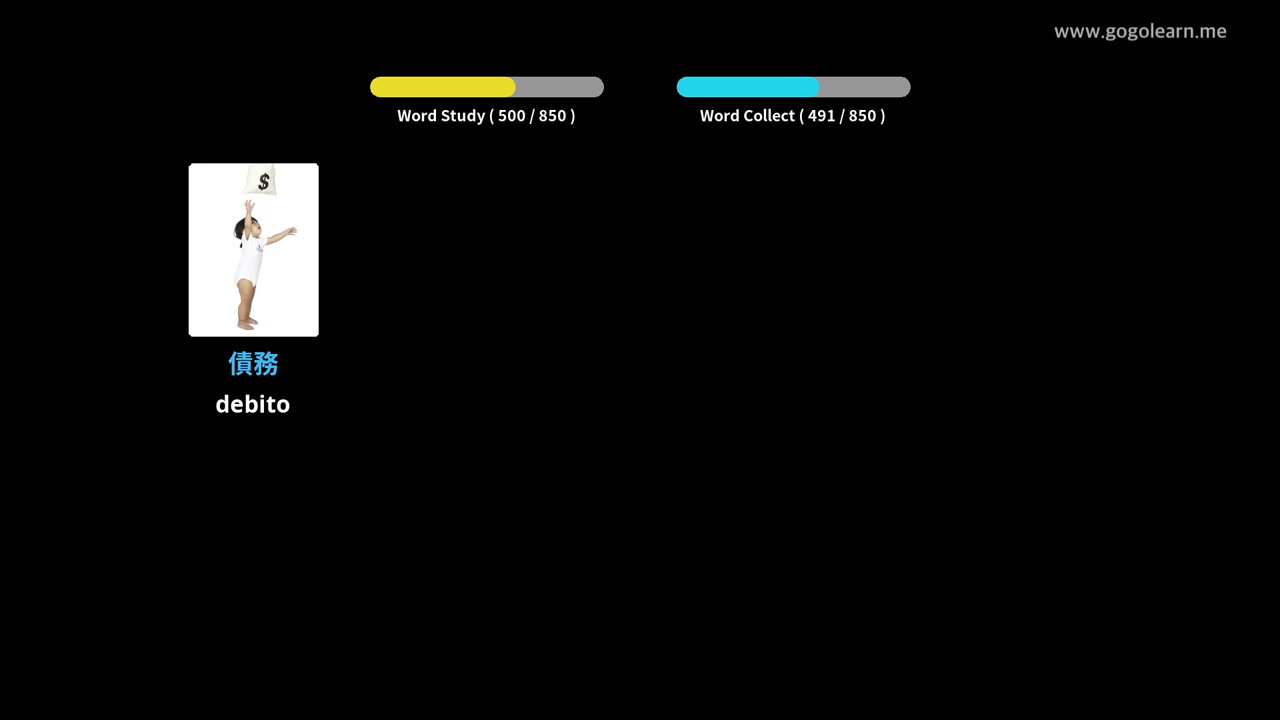 www.gogolearn.me
Word Study ( 500 / 850 )
Word Collect ( 491 / 850 )
$
債務
debito